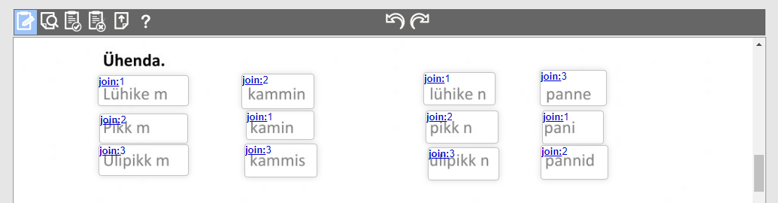 Ühenda.
join:1 join:2 join:1 join:3
Lühike m kammin lühike n panne
join:2 join:1 join:2 join:1
Pikk m kamin pikk n pani
join:3 join:3 join:3 join:2
Ülipikk m kammis ülipikk n pannid